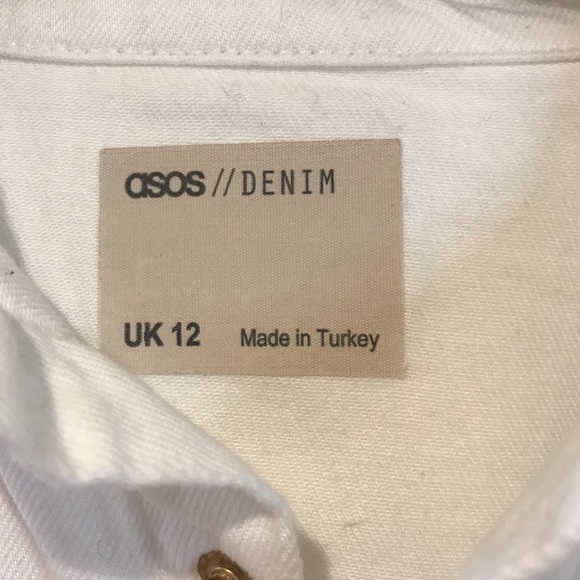 asos // DENIM
UK 12 Made in Turkey